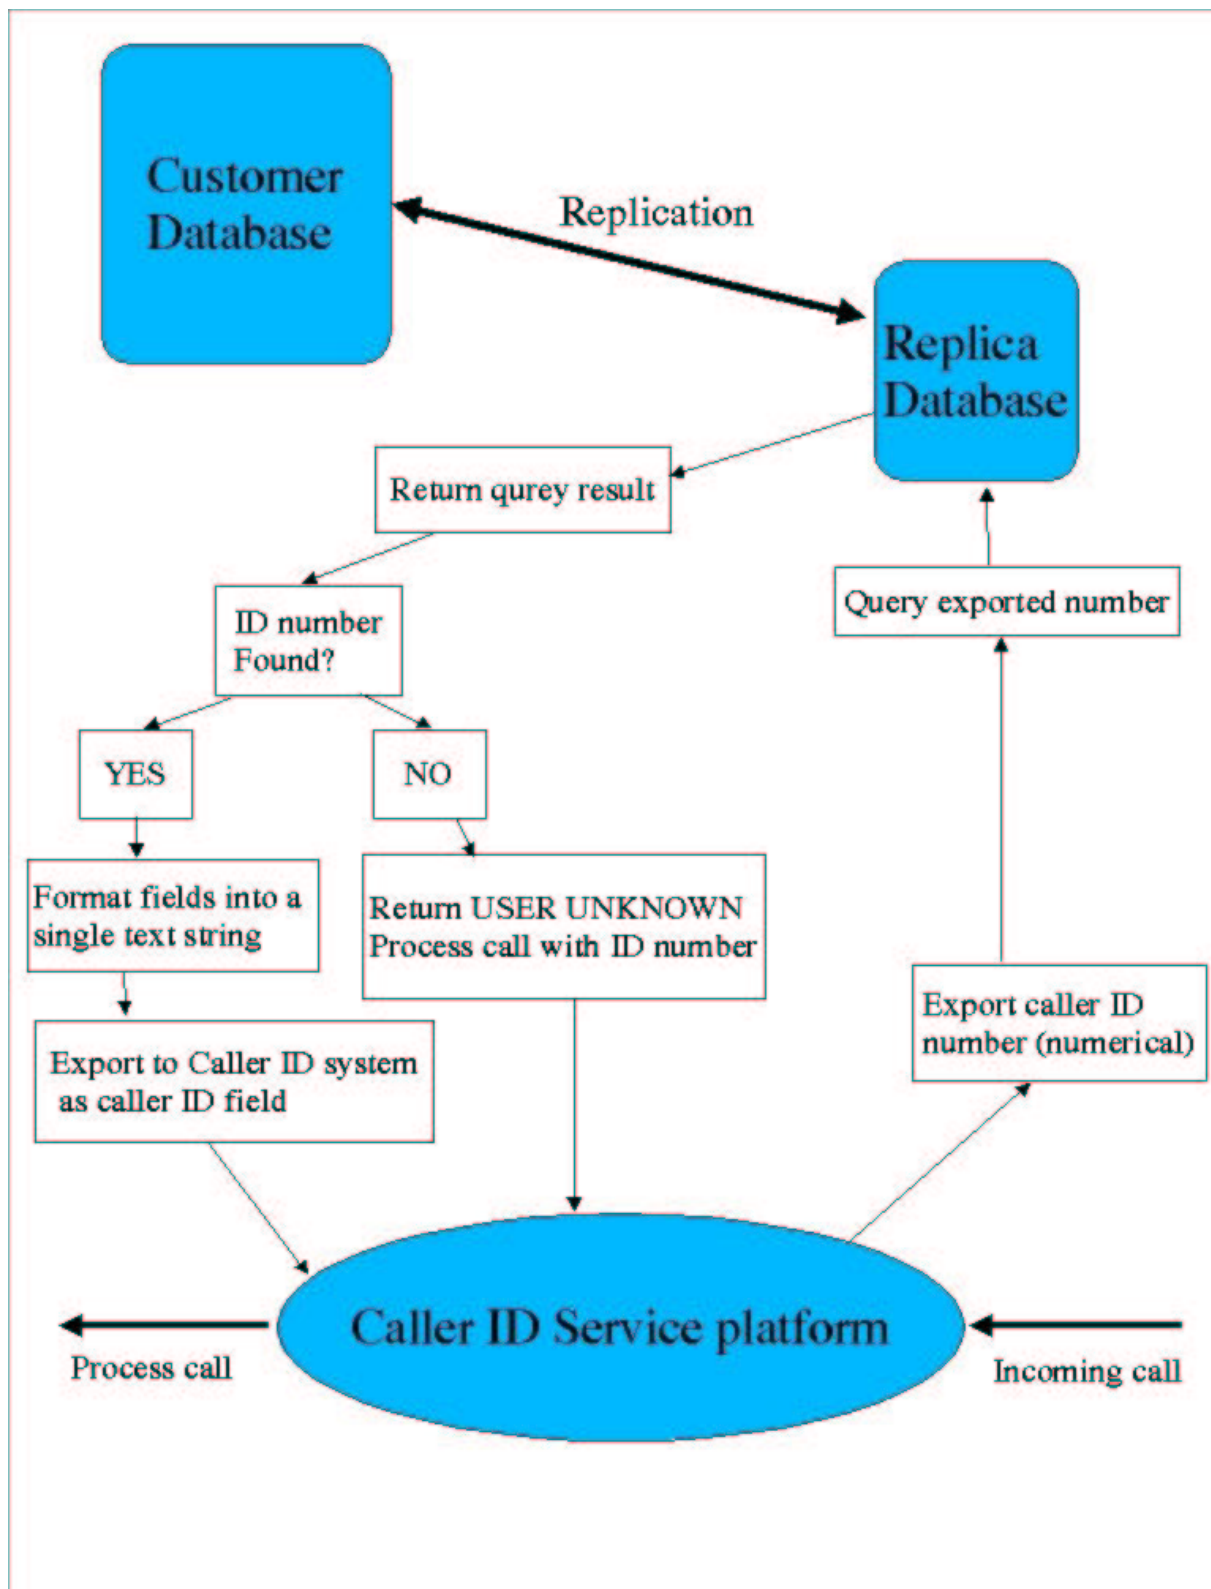 Customer
Database
Replication
Replica
Database
Return qurey result
Query exported number
ID number
Found?
YES
NO
Format fields into a
single text string
Return USER UNKNOWN
Process call with ID number
Export caller ID
number (numerical)
Export to Caller ID system
as caller ID field
Caller ID Service platform
Process call
Incoming call